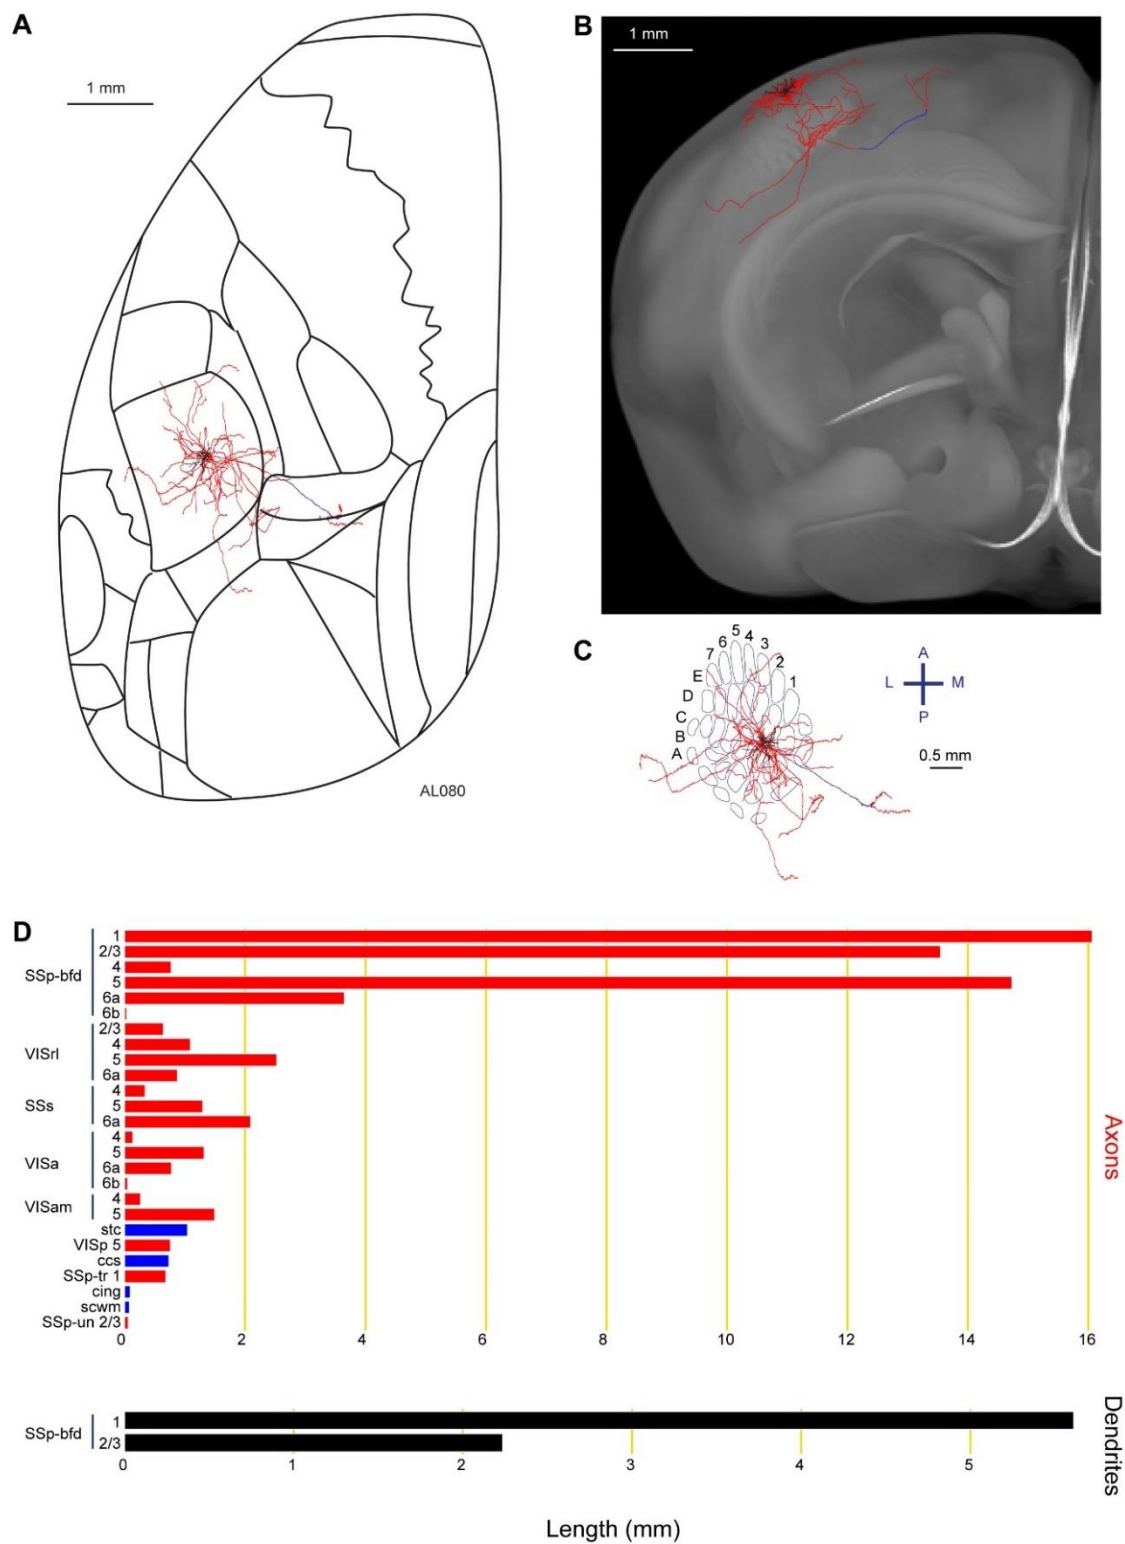 A
1 mm
AL080
B
1 mm
C
5
6 4
7 3
E 2
D 1
C
B
A
A
L M
P
0.5 mm
D
SSp-bfd
1
2/3
4
5
6a
6b
VISrl
2/3
4
5
6a
SSs
4
5
6a
VISa
4
5
6a
6b
VISam
4
5
stc
VISp 5
ccs
SSp-tr 1
cing
scwm
SSp-un 2/3
0 2 4 6 8 10 12 14 16
Axons
SSp-bfd
1
2/3
0 1 2 3 4 5
Dendrites
Length (mm)